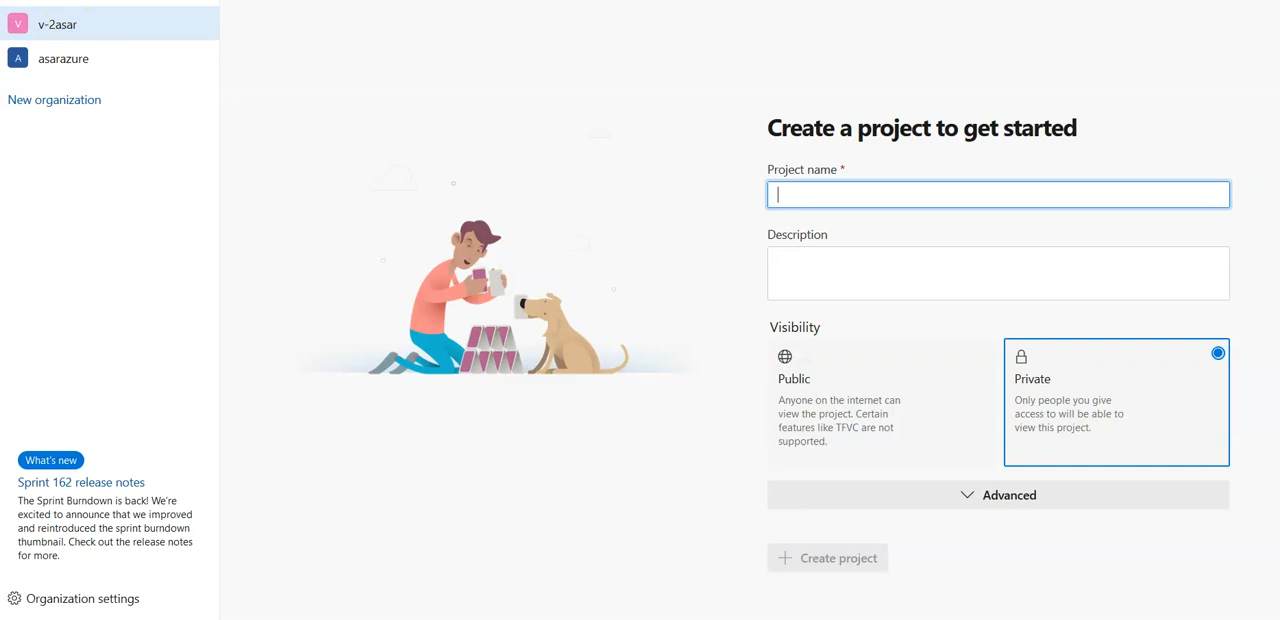 V v-2asar
A asarazure
New organization
What's new
Sprint 162 release notes
The Sprint Burndown is back! We're
excited to announce that we improved
and reintroduced the sprint burndown
thumbnail. Check out the release notes
for more.
Organization settings
Create a project to get started
Project name *
Description
Visibility
Public
Anyone on the internet can
view the project. Certain
features like TFVC are not
supported.
Private
Only people you give
access to will be able to
view this project.
Advanced
Create project